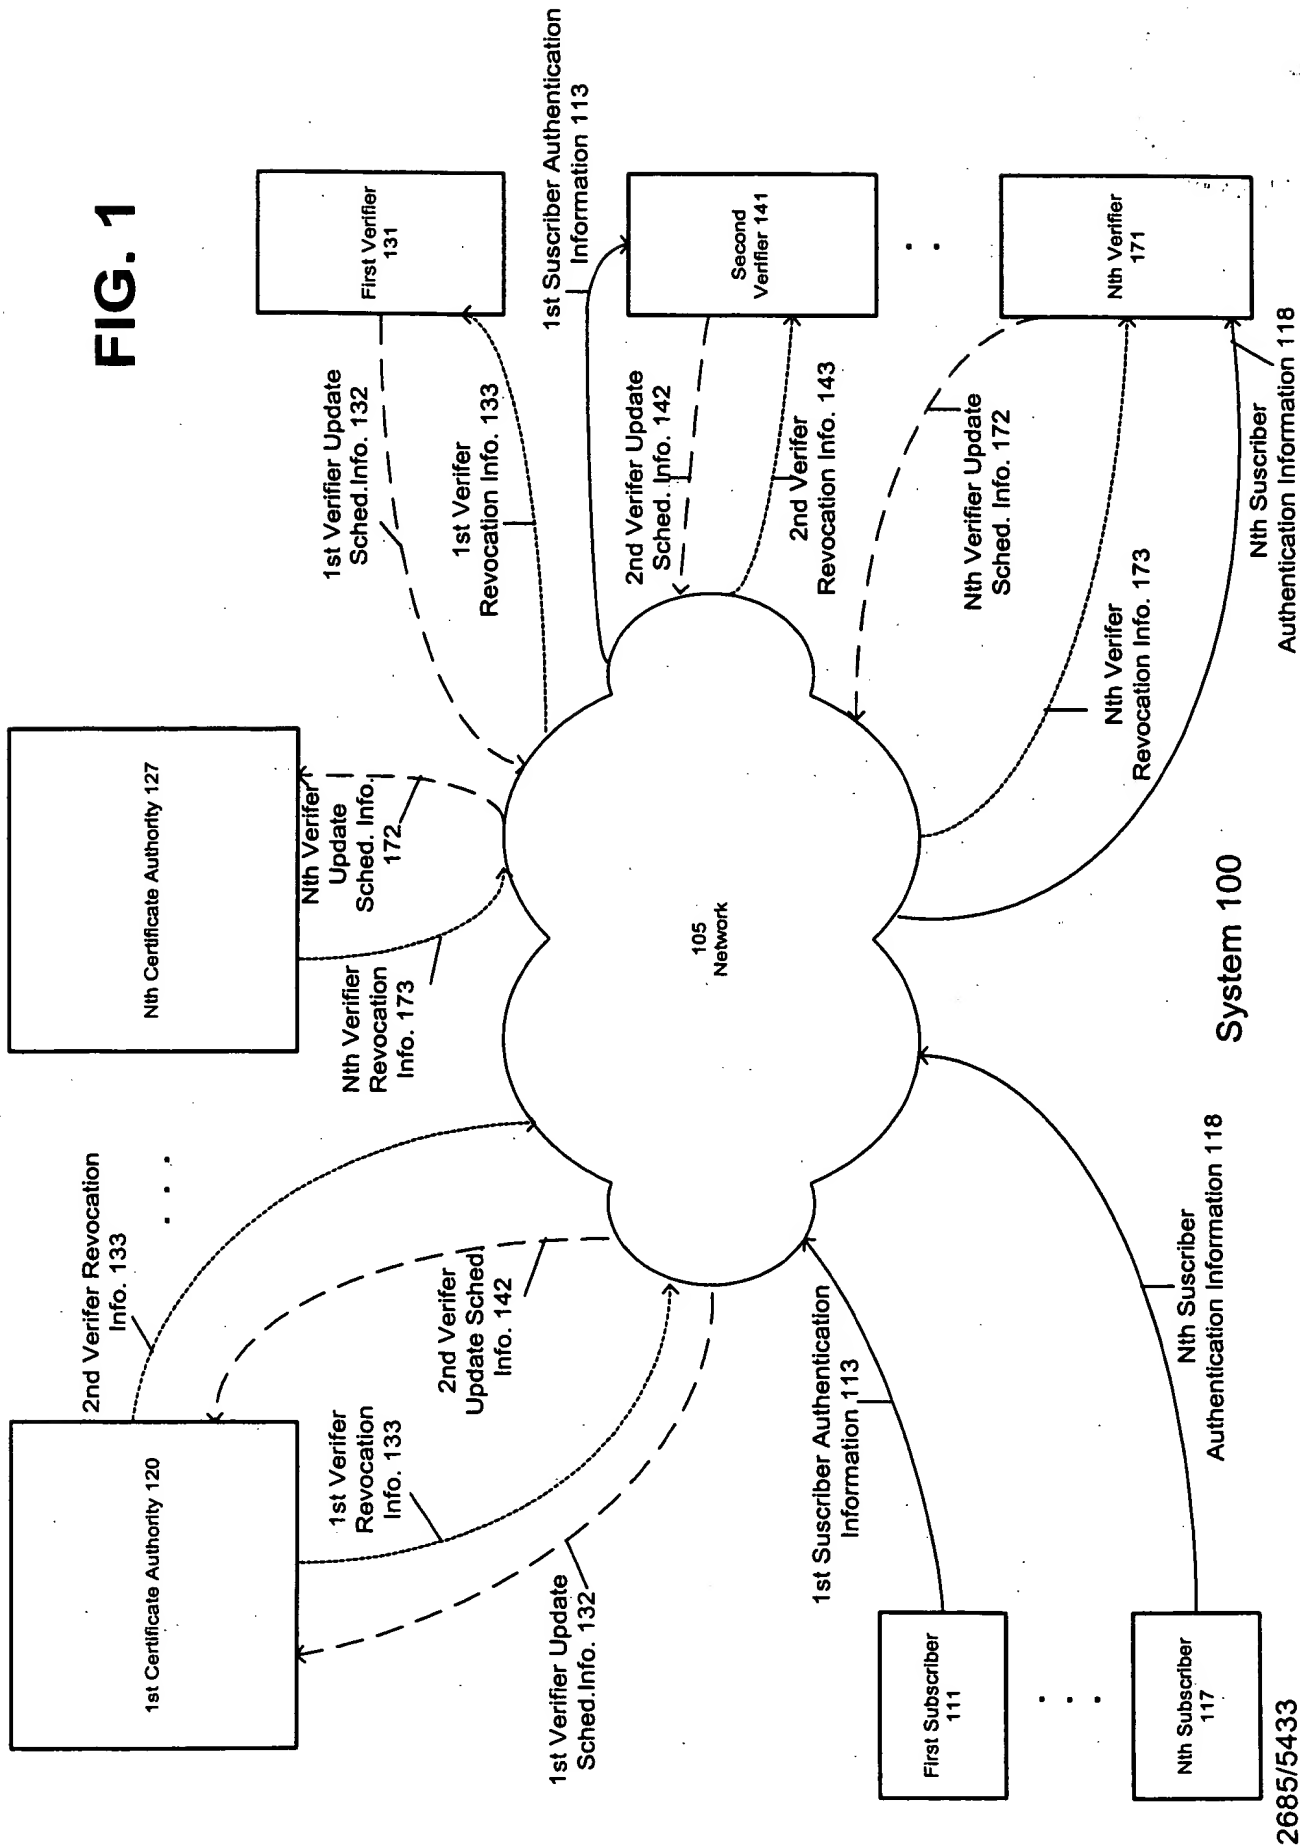 FIG. 1
1st Certificate Authority 120
2nd Verifer Revocation
Info. 133
. . .
Nth Certificate Authority 127
1st Verifer
Revocation
Info. 133
2nd Verifer
Update Sched
Info. 142
1st Verifier Update
Sched.Info. 132
Nth Verifier
Revocation
Info. 173
Nth Verifer
Update
Sched. Info.
172
1st Verifier Update
Sched.Info. 132
1st Verifer
Revocation Info. 133
First Verifier
131
1st Suscriber Authentication
Information 113
105
Network
2nd Verifer Update
Sched. Info. 142
2nd Verifer
Revocation Info. 143
Second
Verifier 141
. .
Nth Verifier Update
Sched. Info. 172
Nth Verifer
Revocation Info. 173
Nth Verifier
171
Nth Suscriber
Authentication Information 118
First Subscriber
111
. . .
Nth Subscriber
117
1st Suscriber Authentication
Information 113
Nth Suscriber
Authentication Information 118
System 100
2685/5433